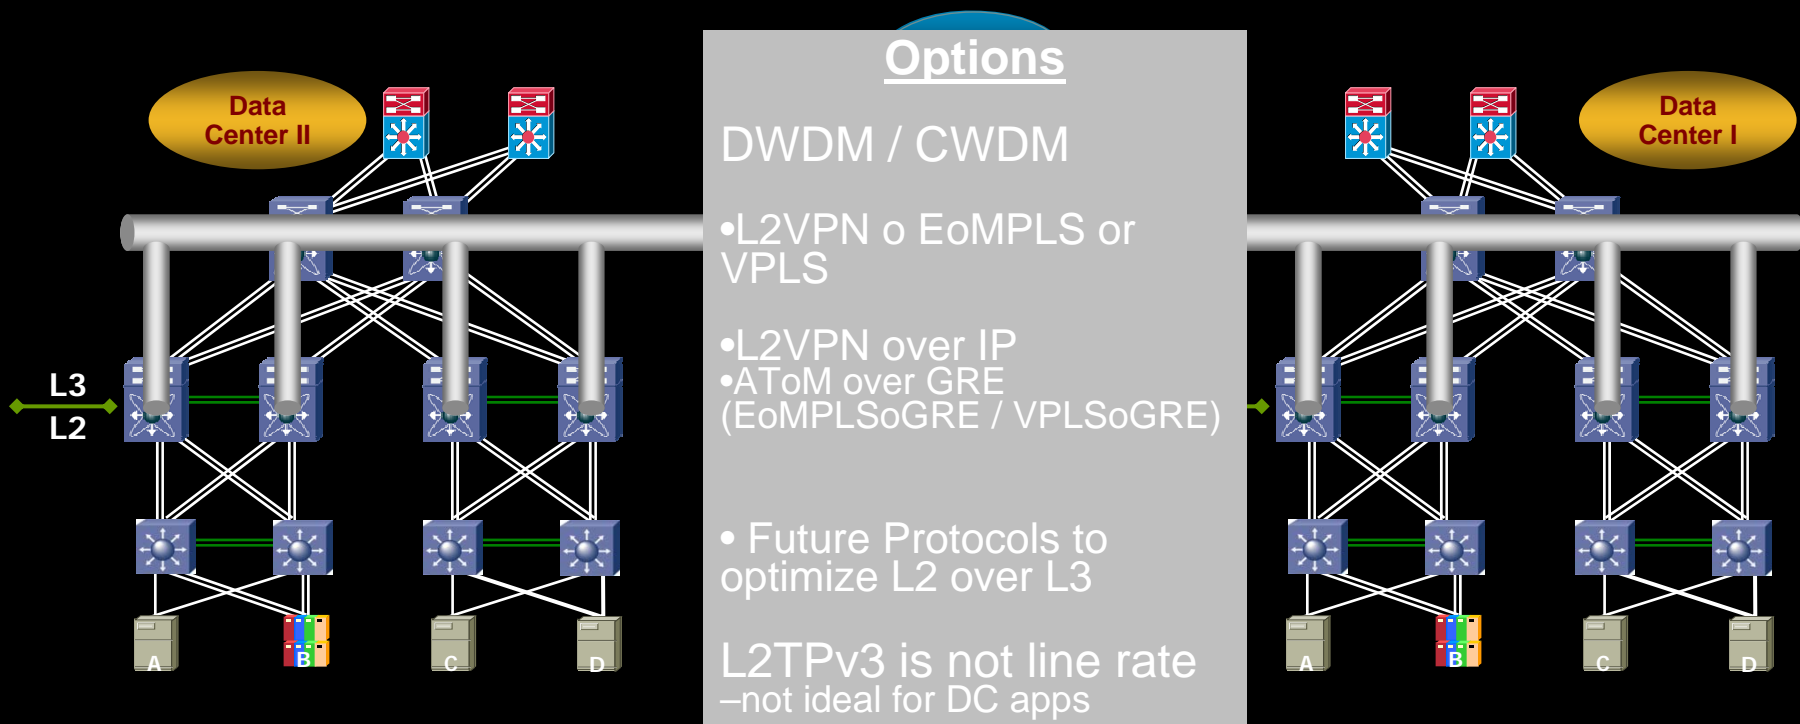 Options
Data
Center II
Data
Center I
DWDM / CWDM
•L2VPN o EoMPLS or
VPLS
•L2VPN over IP
•AToM over GRE
(EoMPLSoGRE / VPLSoGRE)
L3
L2
• Future Protocols to
optimize L2 over L3
L2TPv3 is not line rate
–not ideal for DC apps
A B C D
A B C D